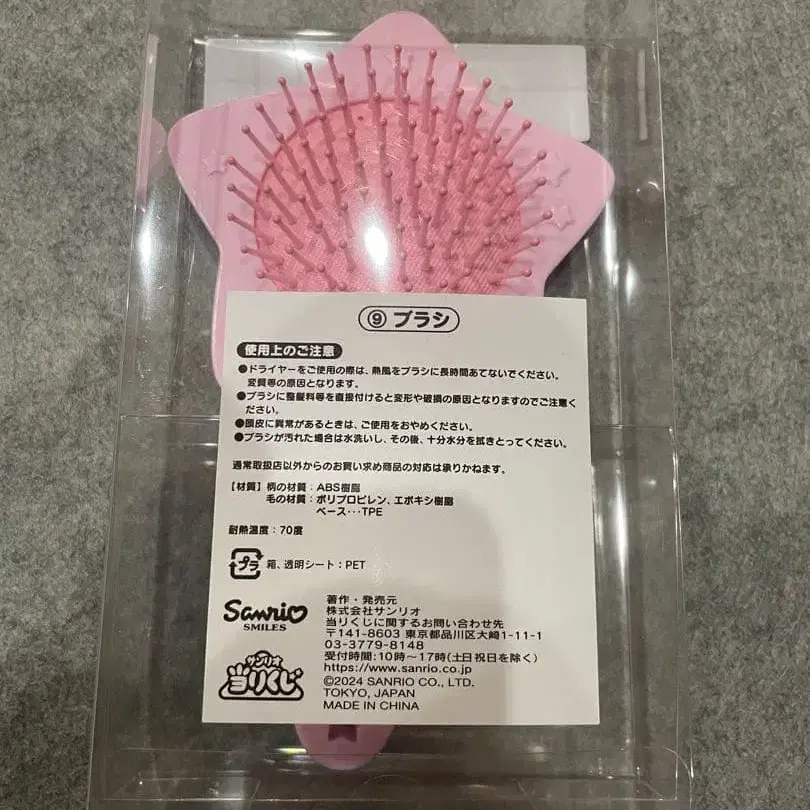 ⑨ ブラシ
使用上のご注意
●ドライヤーをご使用の際は、熱風をブラシに長時間あてないでください。
変質等の原因となります。
●ブラシに整髪料等を直接付けると変形や破損の原因となりますのでご注意く
ださい。
●頭皮に異常があるときは、ご使用をおやめください。
●ブラシが汚れた場合は水洗いし、その後、十分水分を拭きとってください。
通常取扱店以外からのお買い求め商品の対応は承りかねます。
【材質】柄の材質:ABS樹脂
毛の材質:ポリプロピレン、エポキシ樹脂
ベース…TPE
耐熱温度:70度
プラ 箱、透明シート:PET
Sanrio
SMILES
サンリオ
当りくじ
著作・発売元
株式会社サンリオ
当りくじに関するお問い合わせ先
〒141-8603 東京都品川区大崎1-11-1
03-3779-8148
受付時間:10時~17時(土日祝日を除く)
https://www.sanrio.co.jp
©2024 SANRIO CO., LTD.
TOKYO, JAPAN
MADE IN CHINA